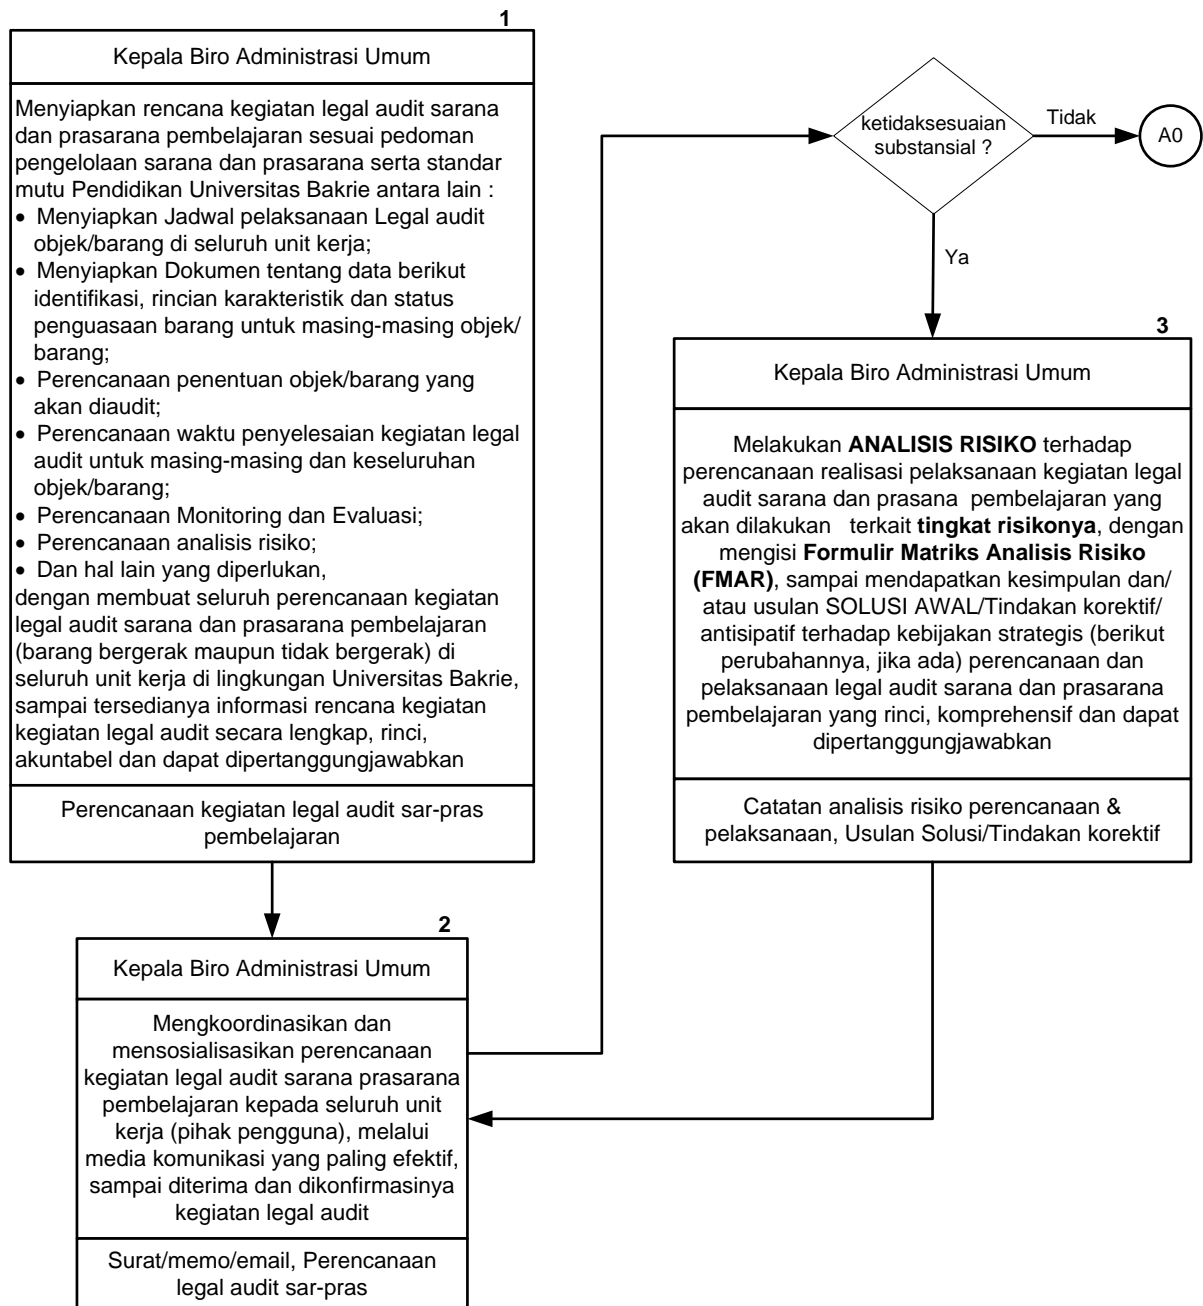 1
Kepala Biro Administrasi Umum
Menyiapkan rencana kegiatan legal audit sarana
dan prasarana pembelajaran sesuai pedoman
pengelolaan sarana dan prasarana serta standar
mutu Pendidikan Universitas Bakrie antara lain :
• Menyiapkan Jadwal pelaksanaan Legal audit
objek/barang di seluruh unit kerja;
• Menyiapkan Dokumen tentang data berikut
identifikasi, rincian karakteristik dan status
penguasaan barang untuk masing-masing objek/
barang;
• Perencanaan penentuan objek/barang yang
akan diaudit;
• Perencanaan waktu penyelesaian kegiatan legal
audit untuk masing-masing dan keseluruhan
objek/barang;
• Perencanaan Monitoring dan Evaluasi;
• Perencanaan analisis risiko;
• Dan hal lain yang diperlukan,
dengan membuat seluruh perencanaan kegiatan
legal audit sarana dan prasarana pembelajaran
(barang bergerak maupun tidak bergerak) di
seluruh unit kerja di lingkungan Universitas Bakrie,
sampai tersedianya informasi rencana kegiatan
kegiatan legal audit secara lengkap, rinci,
akuntabel dan dapat dipertanggungjawabkan
Perencanaan kegiatan legal audit sar-pras
pembelajaran
2
Kepala Biro Administrasi Umum
Mengkoordinasikan dan
mensosialisasikan perencanaan
kegiatan legal audit sarana prasarana
pembelajaran kepada seluruh unit
kerja (pihak pengguna), melalui
media komunikasi yang paling efektif,
sampai diterima dan dikonfirmasinya
kegiatan legal audit
Surat/memo/email, Perencanaan
legal audit sar-pras
ketidaksesuaian
substansial ?
Tidak
A0
Ya
3
Kepala Biro Administrasi Umum
Melakukan ANALISIS RISIKO terhadap
perencanaan realisasi pelaksanaan kegiatan legal
audit sarana dan prasana pembelajaran yang
akan dilakukan terkait tingkat risikonya, dengan
mengisi Formulir Matriks Analisis Risiko
(FMAR), sampai mendapatkan kesimpulan dan/
atau usulan SOLUSI AWAL/Tindakan korektif/
antisipatif terhadap kebijakan strategis (berikut
perubahannya, jika ada) perencanaan dan
pelaksanaan legal audit sarana dan prasarana
pembelajaran yang rinci, komprehensif dan dapat
dipertanggungjawabkan
Catatan analisis risiko perencanaan &
pelaksanaan, Usulan Solusi/Tindakan korektif